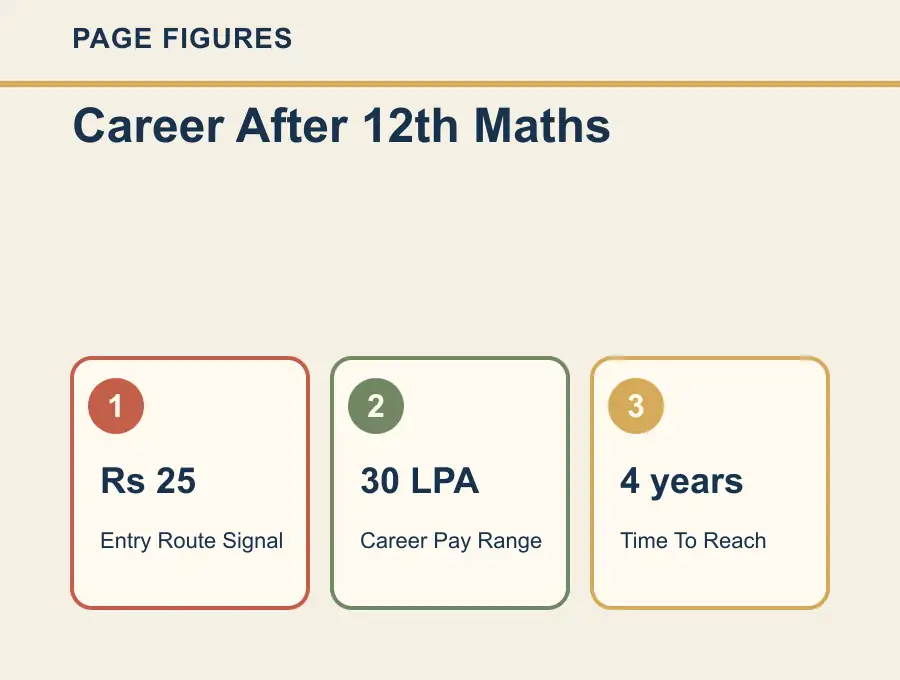 PAGE FIGURES
Career After 12th Maths
1
Rs 25
Entry Route Signal
2
30 LPA
Career Pay Range
3
4 years
Time To Reach